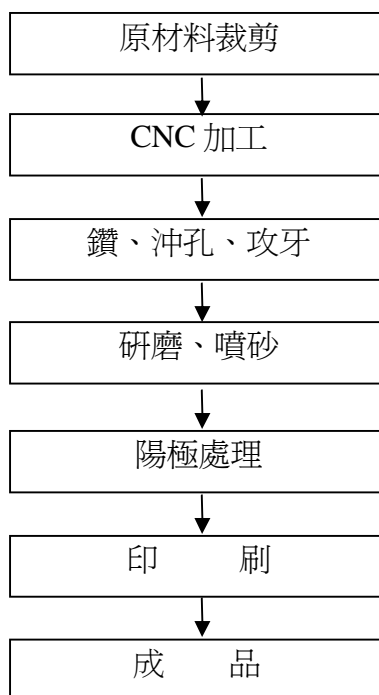 原材料裁剪
CNC 加工
鑽、沖孔、攻牙
研磨、噴砂
陽極處理
印 刷
成 品